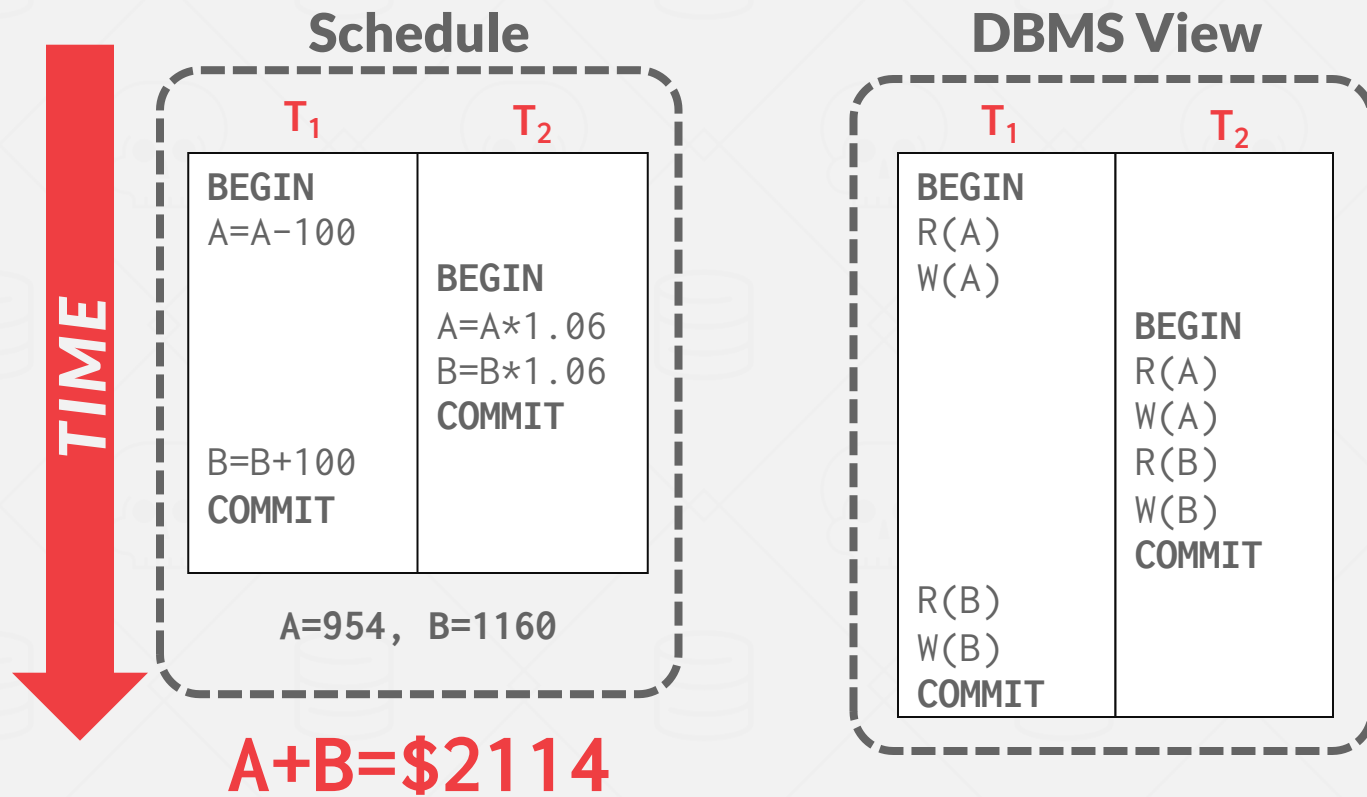 Schedule
TIME
T₁ T₂
BEGIN
A=A-100
BEGIN
A=A*1.06
B=B*1.06
COMMIT
B=B+100
COMMIT
A=954, B=1160
A+B=$2114
DBMS View
T₁ T₂
BEGIN
R(A)
W(A)
BEGIN
R(A)
W(A)
R(B)
W(B)
COMMIT
R(B)
W(B)
COMMIT